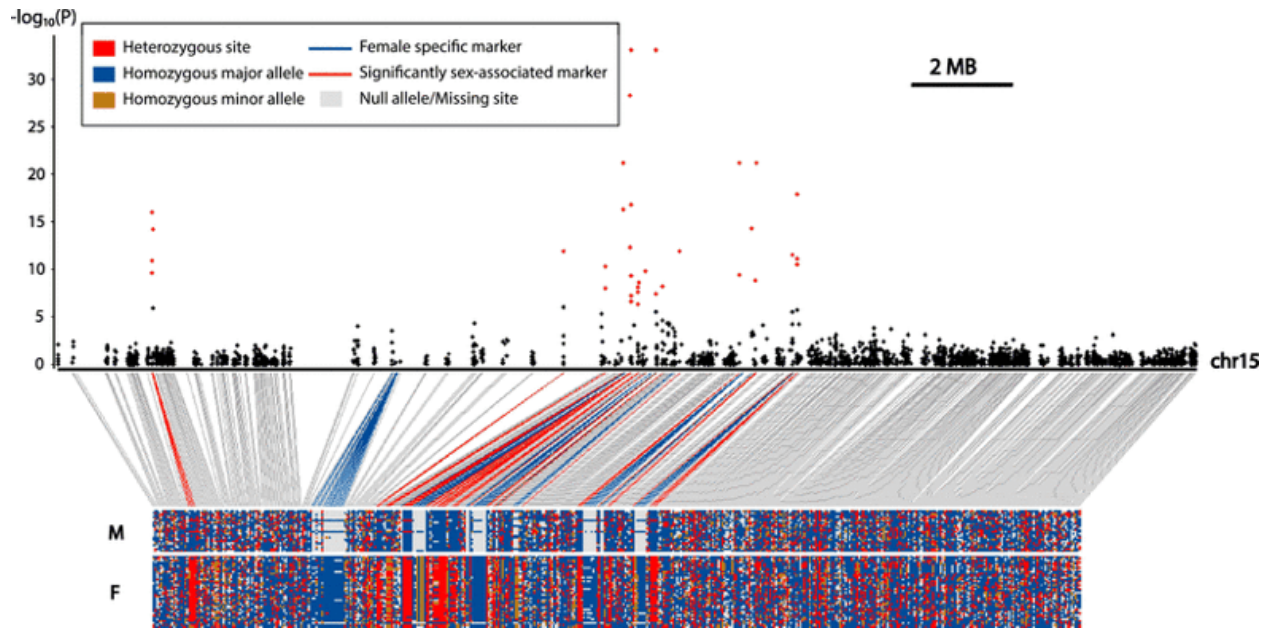 -log₁₀(P)
Heterozygous site
Female specific marker
Homozygous major allele
Significantly sex-associated marker
Homozygous minor allele
Null allele/Missing site
2 MB
30
25
20
15
10
5
0
chr15
M
F